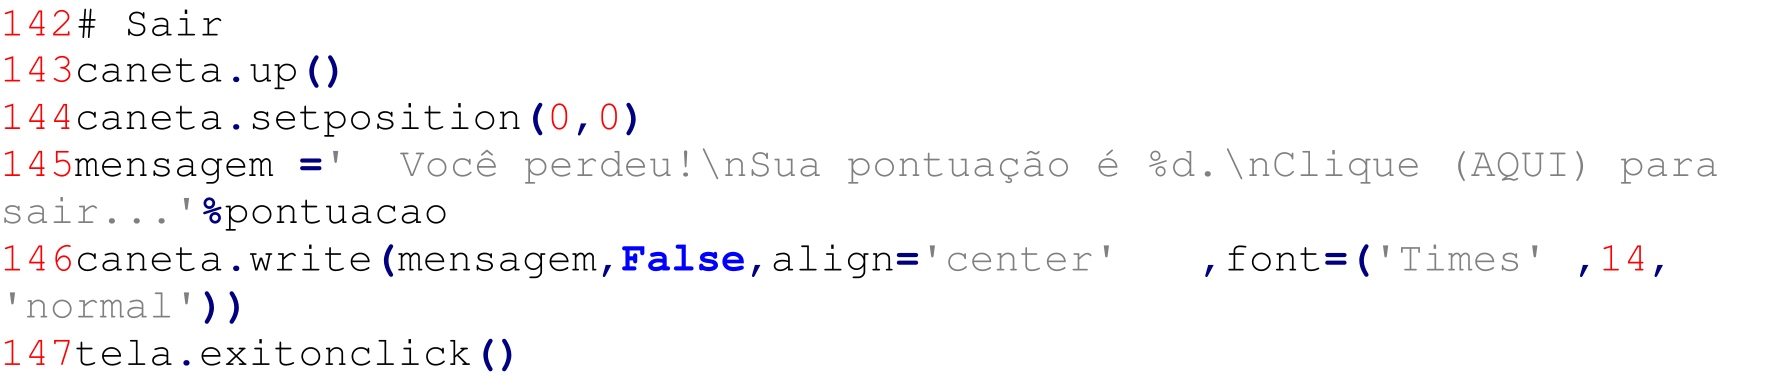 142# Sair
143caneta.up()
144caneta.setposition(0,0)
145mensagem ='  Você perdeu!\nSua pontuação é %d.\nClique (AQUI) para
sair...'%pontuacao
146caneta.write(mensagem,False,align='center'   ,font=('Times' ,14,
'normal'))
147tela.exitonclick()